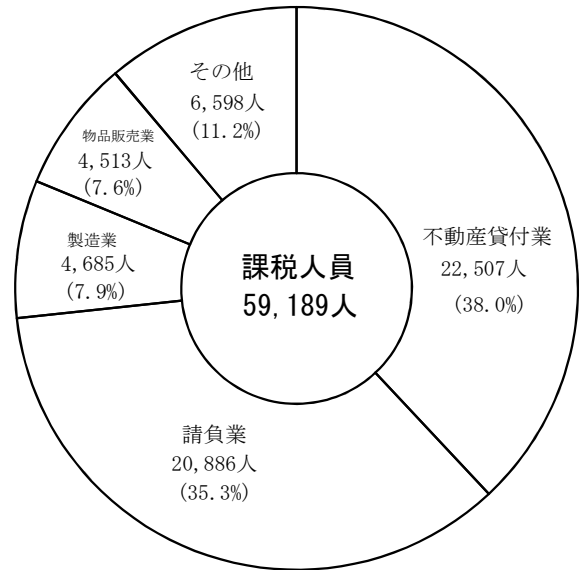 その他
6,598人
(11.2%)
物品販売業
4,513人
(7.6%)
製造業
4,685人
(7.9%)
課税人員
59,189人
不動産貸付業
22,507人
(38.0%)
請負業
20,886人
(35.3%)